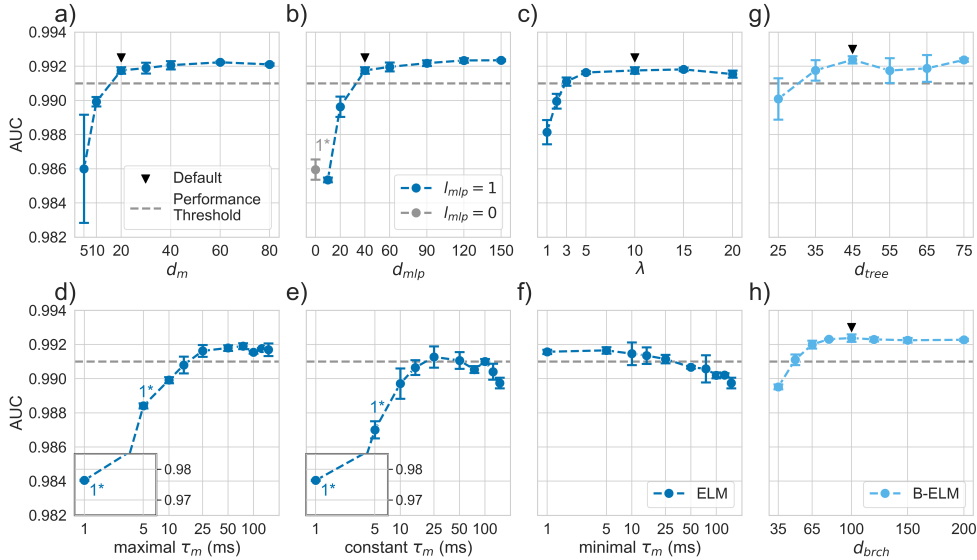 a)
b)
c)
g)
0.994
0.992
0.990
0.988
0.986
0.984
0.982
AUC
Default
Performance
Threshold
5 10 20 40 60 80
d_m
1*
l_mlp = 1
l_mlp = 0
0 20 40 60 90 120 150
d_mlp
1 3 5 10 15 20
λ
25 35 45 55 65 75
d_tree
d)
e)
f)
h)
0.994
0.992
0.990
0.988
0.986
0.984
0.982
AUC
1*
1*
0.98
0.97
1 5 10 25 50 100
maximal τ_m (ms)
1*
1*
0.98
0.97
1 5 10 25 50 100
constant τ_m (ms)
ELM
1 5 10 25 50 100
minimal τ_m (ms)
B-ELM
35 65 100 150 200
d_brch